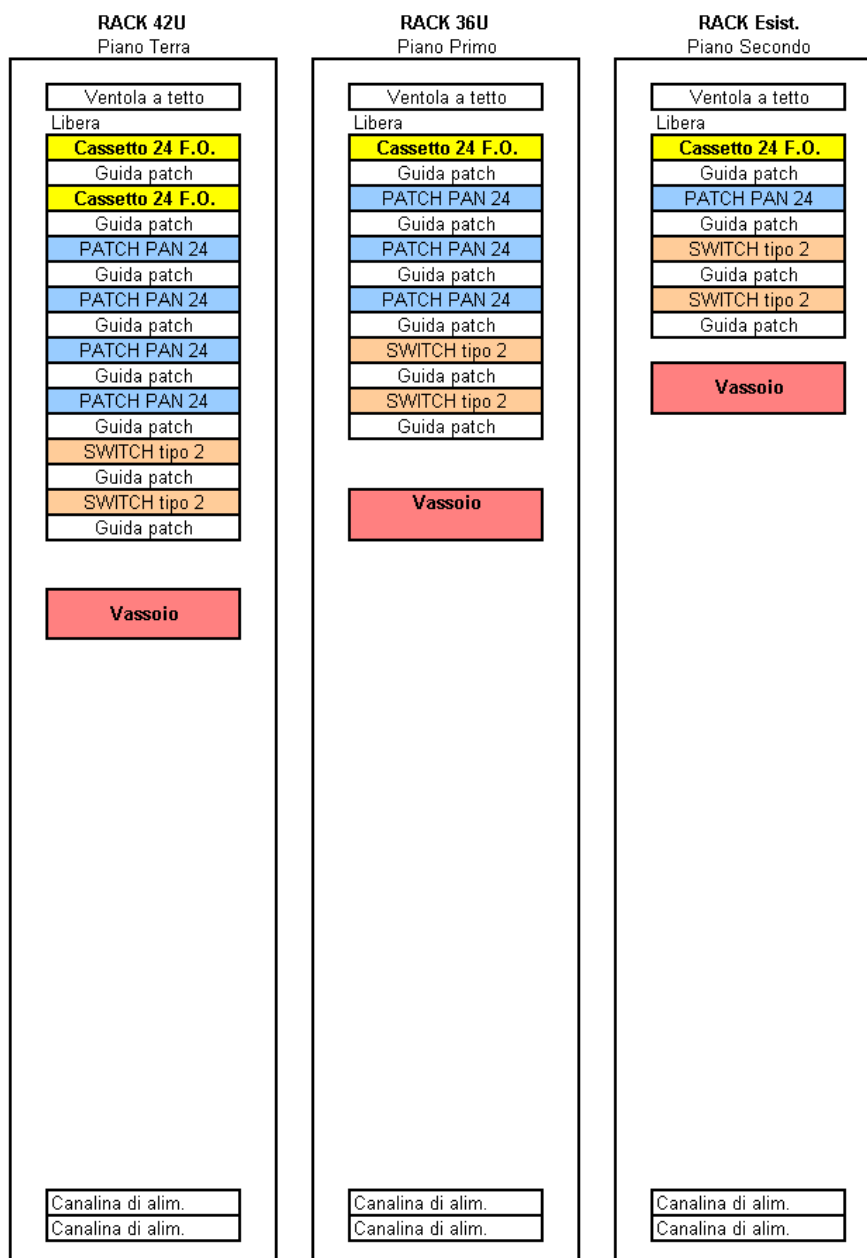 RACK 42U
Piano Terra
Ventola a tetto
Libera
Cassetto 24 F.O.
Guida patch
Cassetto 24 F.O.
Guida patch
PATCH PAN 24
Guida patch
PATCH PAN 24
Guida patch
PATCH PAN 24
Guida patch
PATCH PAN 24
Guida patch
SWITCH tipo 2
Guida patch
SWITCH tipo 2
Guida patch
Vassoio
Canalina di alim.
Canalina di alim.
RACK 36U
Piano Primo
Ventola a tetto
Libera
Cassetto 24 F.O.
Guida patch
PATCH PAN 24
Guida patch
PATCH PAN 24
Guida patch
PATCH PAN 24
Guida patch
SWITCH tipo 2
Guida patch
SWITCH tipo 2
Guida patch
Vassoio
Canalina di alim.
Canalina di alim.
RACK Esist.
Piano Secondo
Ventola a tetto
Libera
Cassetto 24 F.O.
Guida patch
PATCH PAN 24
Guida patch
SWITCH tipo 2
Guida patch
SWITCH tipo 2
Guida patch
Vassoio
Canalina di alim.
Canalina di alim.